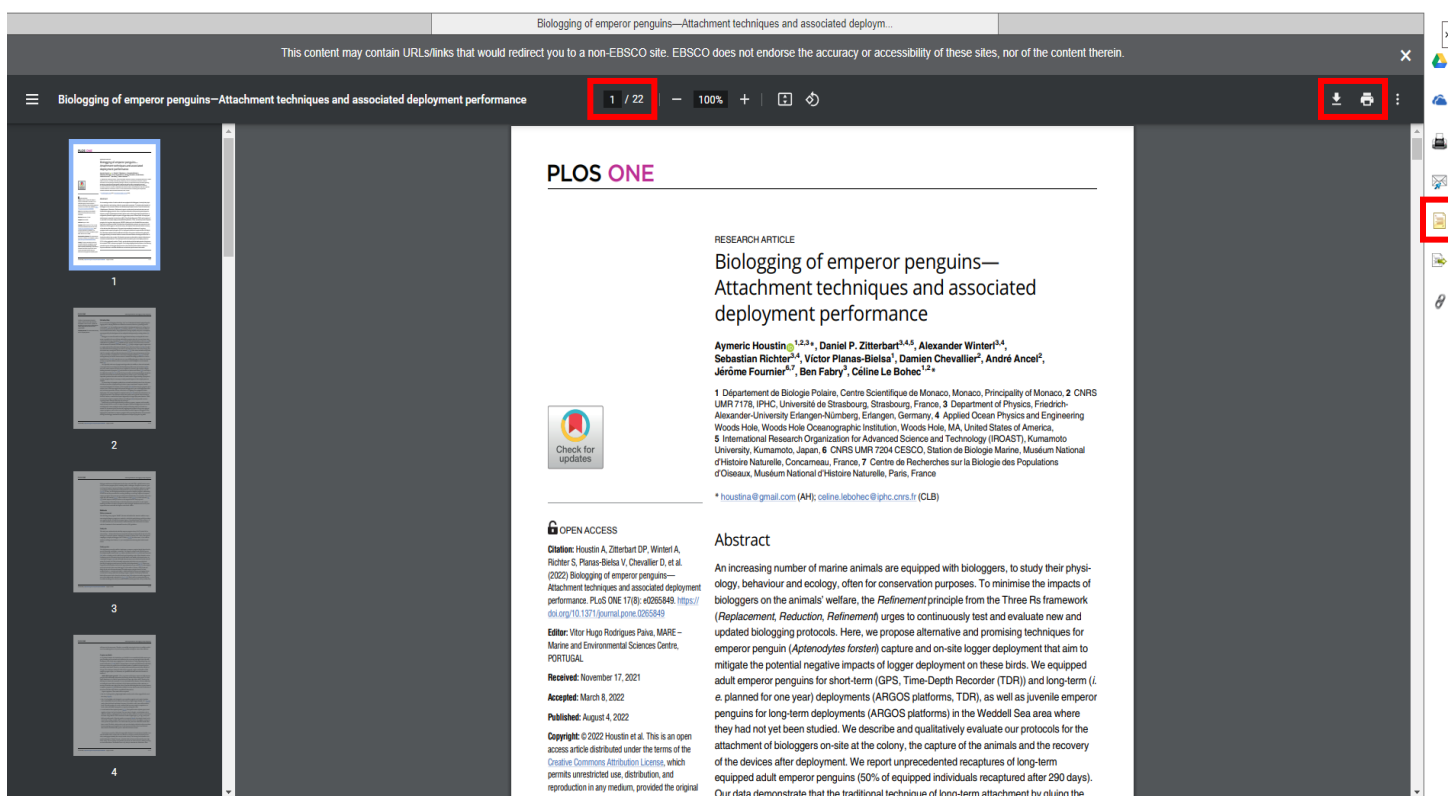 Biologging of emperor penguins—Attachment techniques and associated deploym...
This content may contain URLs/links that would redirect you to a non-EBSCO site. EBSCO does not endorse the accuracy or accessibility of these sites, nor of the content therein.
Biologging of emperor penguins—Attachment techniques and associated deployment performance
1 / 22
100%
1
2
3
4
PLOS ONE
RESEARCH ARTICLE
Biologging of emperor penguins—
Attachment techniques and associated
deployment performance
Aymeric Houstin 1,2,3*, Daniel P. Zitterbart3,4,5, Alexander Winterl3,4,
Sebastian Richter3,4, Víctor Planas-Bielsa1, Damien Chevallier2, André Ancel2,
Jérôme Fournier6,7, Ben Fabry3, Céline Le Bohec1,2*
1 Département de Biologie Polaire, Centre Scientifique de Monaco, Monaco, Principality of Monaco, 2 CNRS
UMR 7178, IPHC, Université de Strasbourg, Strasbourg, France, 3 Department of Physics, Friedrich-
Alexander-University Erlangen-Nürnberg, Erlangen, Germany, 4 Applied Ocean Physics and Engineering
Woods Hole, Woods Hole Oceanographic Institution, Woods Hole, MA, United States of America,
5 International Research Organization for Advanced Science and Technology (IROAST), Kumamoto
University, Kumamoto, Japan, 6 CNRS UMR 7204 CESCO, Station de Biologie Marine, Muséum National
d'Histoire Naturelle, Concarneau, France, 7 Centre de Recherches sur la Biologie des Populations
d'Oiseaux, Muséum National d'Histoire Naturelle, Paris, France
* houstina@gmail.com (AH); celine.lebohec@iphc.cnrs.fr (CLB)
Check for
updates
OPEN ACCESS
Citation: Houstin A, Zitterbart DP, Winterl A,
Richter S, Planas-Bielsa V, Chevallier D, et al.
(2022) Biologging of emperor penguins—
Attachment techniques and associated deployment
performance. PLoS ONE 17(8): e0265849. https://
doi.org/10.1371/journal.pone.0265849
Editor: Vitor Hugo Rodrigues Paiva, MARE –
Marine and Environmental Sciences Centre,
PORTUGAL
Received: November 17, 2021
Accepted: March 8, 2022
Published: August 4, 2022
Copyright: © 2022 Houstin et al. This is an open
access article distributed under the terms of the
Creative Commons Attribution License, which
permits unrestricted use, distribution, and
reproduction in any medium, provided the original
Abstract
An increasing number of marine animals are equipped with bioggers, to study their physi-
ology, behaviour and ecology, often for conservation purposes. To minimise the impacts of
bioggers on the animals' welfare, the Refinement principle from the Three Rs framework
(Replacement, Reduction, Refinement) urges to continuously test and evaluate new and
updated biologging protocols. Here, we propose alternative and promising techniques for
emperor penguin (Aptenodytes forsteri) capture and on-site logger deployment that aim to
mitigate the potential negative impacts of logger deployment on these birds. We equipped
adult emperor penguins for short-term (GPS, Time-Depth Recorder (TDR)) and long-term (i.
e. planned for one year) deployments (ARGOS platforms, TDR), as well as juvenile emperor
penguins for long-term deployments (ARGOS platforms) in the Weddell Sea area where
they had not yet been studied. We describe and qualitatively evaluate our protocols for the
attachment of bioggers on-site at the colony, the capture of the animals and the recovery
of the devices after deployment. We report unprecedented recaptures of long-term
equipped adult emperor penguins (50% of equipped individuals recaptured after 290 days).
Our data demonstrate that the traditional technique of long-term attachment by gluing the